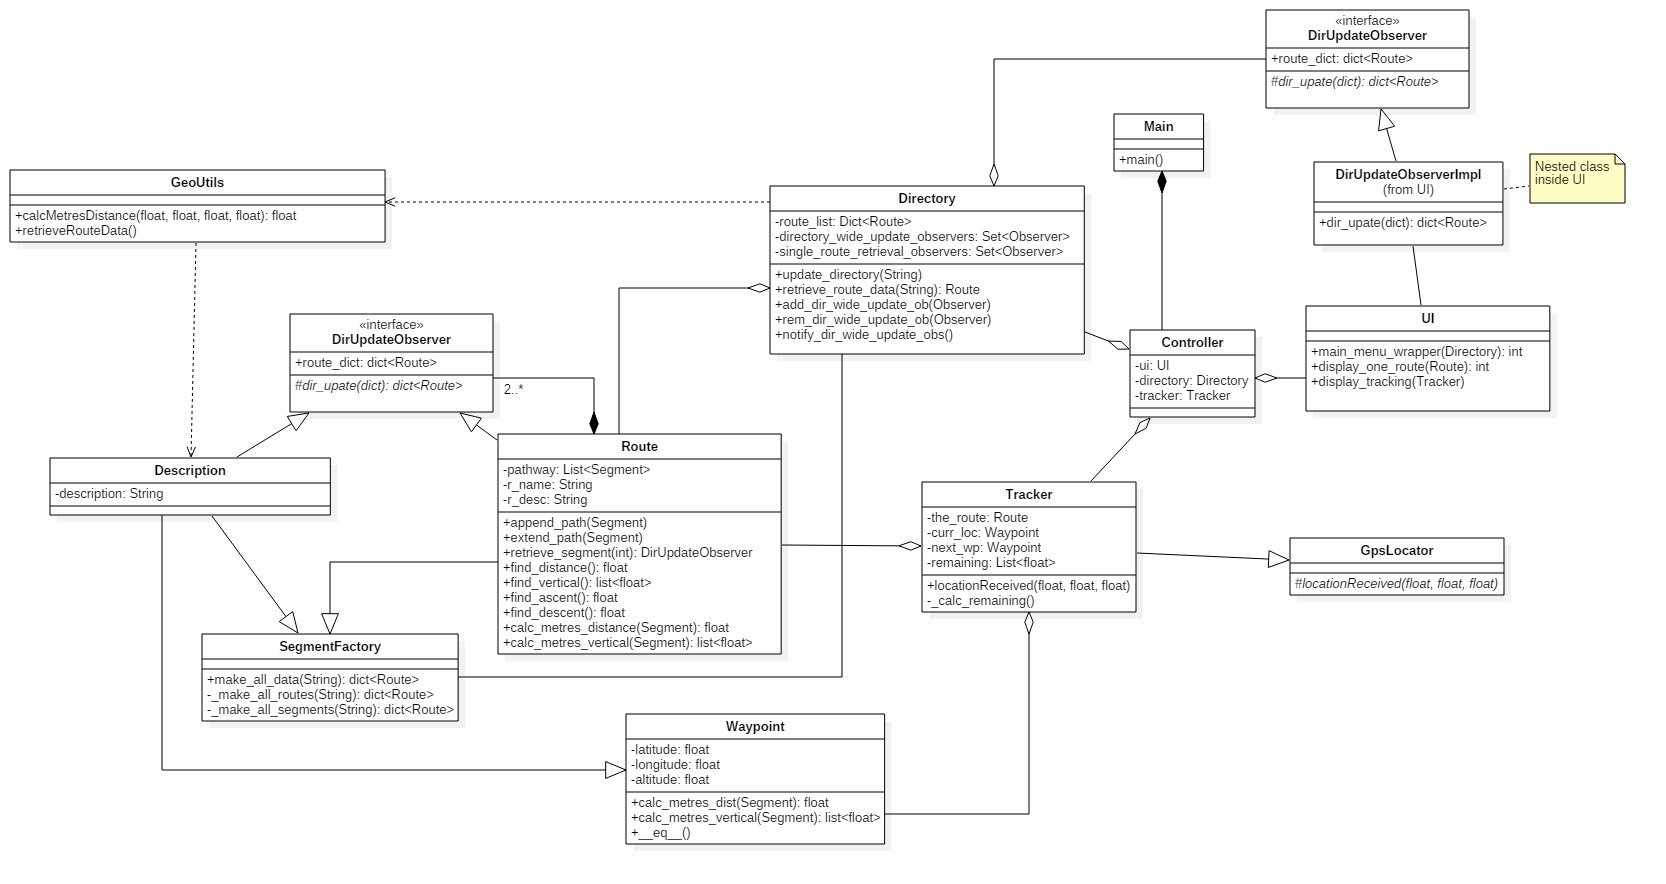 «interface»
DirUpdateObserver
+route_dict: dict<Route>
#dir_upate(dict): dict<Route>
Main
+main()
DirUpdateObserverImpl
(from UI)
+dir_upate(dict): dict<Route>
Nested class
inside UI
GeoUtils
+calcMetresDistance(float, float, float, float): float
+retrieveRouteData()
Directory
-route_list: Dict<Route>
-directory_wide_update_observers: Set<Observer>
-single_route_retrieval_observers: Set<Observer>
+update_directory(String)
+retrieve_route_data(String): Route
+add_dir_wide_update_ob(Observer)
+rem_dir_wide_update_ob(Observer)
+notify_dir_wide_update_obs()
«interface»
DirUpdateObserver
+route_dict: dict<Route>
#dir_upate(dict): dict<Route>
2..*
Controller
-ui: UI
-directory: Directory
-tracker: Tracker
UI
+main_menu_wrapper(Directory): int
+display_one_route(Route): int
+display_tracking(Tracker)
Description
-description: String
Route
-pathway: List<Segment>
-r_name: String
-r_desc: String
+append_path(Segment)
+extend_path(Segment)
+retrieve_segment(int): DirUpdateObserver
+find_distance(): float
+find_vertical(): list<float>
+find_ascent(): float
+find_descent(): float
+calc_metres_distance(Segment): float
+calc_metres_vertical(Segment): list<float>
Tracker
-the_route: Route
-curr_loc: Waypoint
-next_wp: Waypoint
-remaining: List<float>
+locationReceived(float, float, float)
-_calc_remaining()
GpsLocator
#locationReceived(float, float, float)
SegmentFactory
+make_all_data(String): dict<Route>
-_make_all_routes(String): dict<Route>
-_make_all_segments(String): dict<Route>
Waypoint
-latitude: float
-longitude: float
-altitude: float
+calc_metres_dist(Segment): float
+calc_metres_vertical(Segment): list<float>
+__eq__()